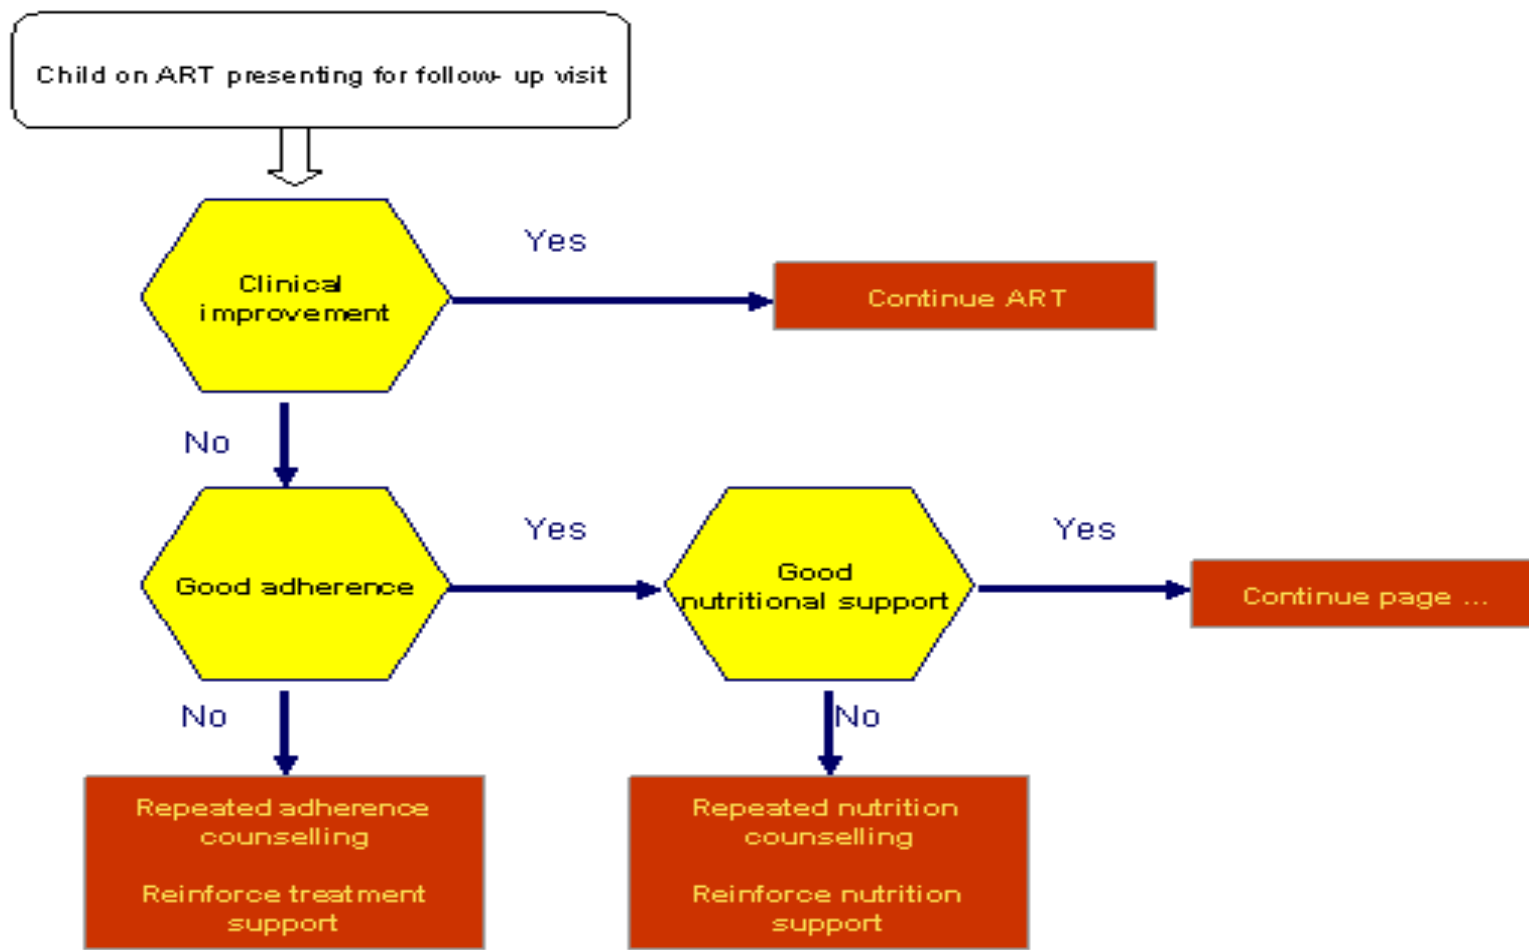 Child on ART presenting for follow- up visit
Yes
Clinical
improvement
Continue ART
No
Yes
Yes
Good adherence
Good
nutritional support
Continue page ...
No
No
Repeated adherence
counselling
Reinforce treatment
support
Repeated nutrition
counselling
Reinforce nutrition
support